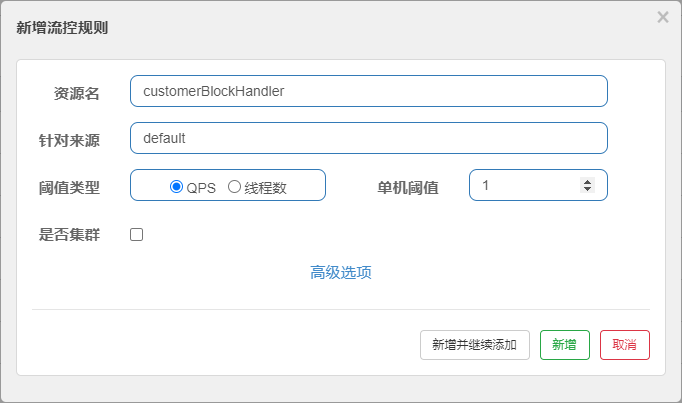 新增流控规则
资源名 customerBlockHandler
针对来源 default
阈值类型 QPS 线程数 单机阈值 1
是否集群
高级选项
新增并继续添加 新增 取消